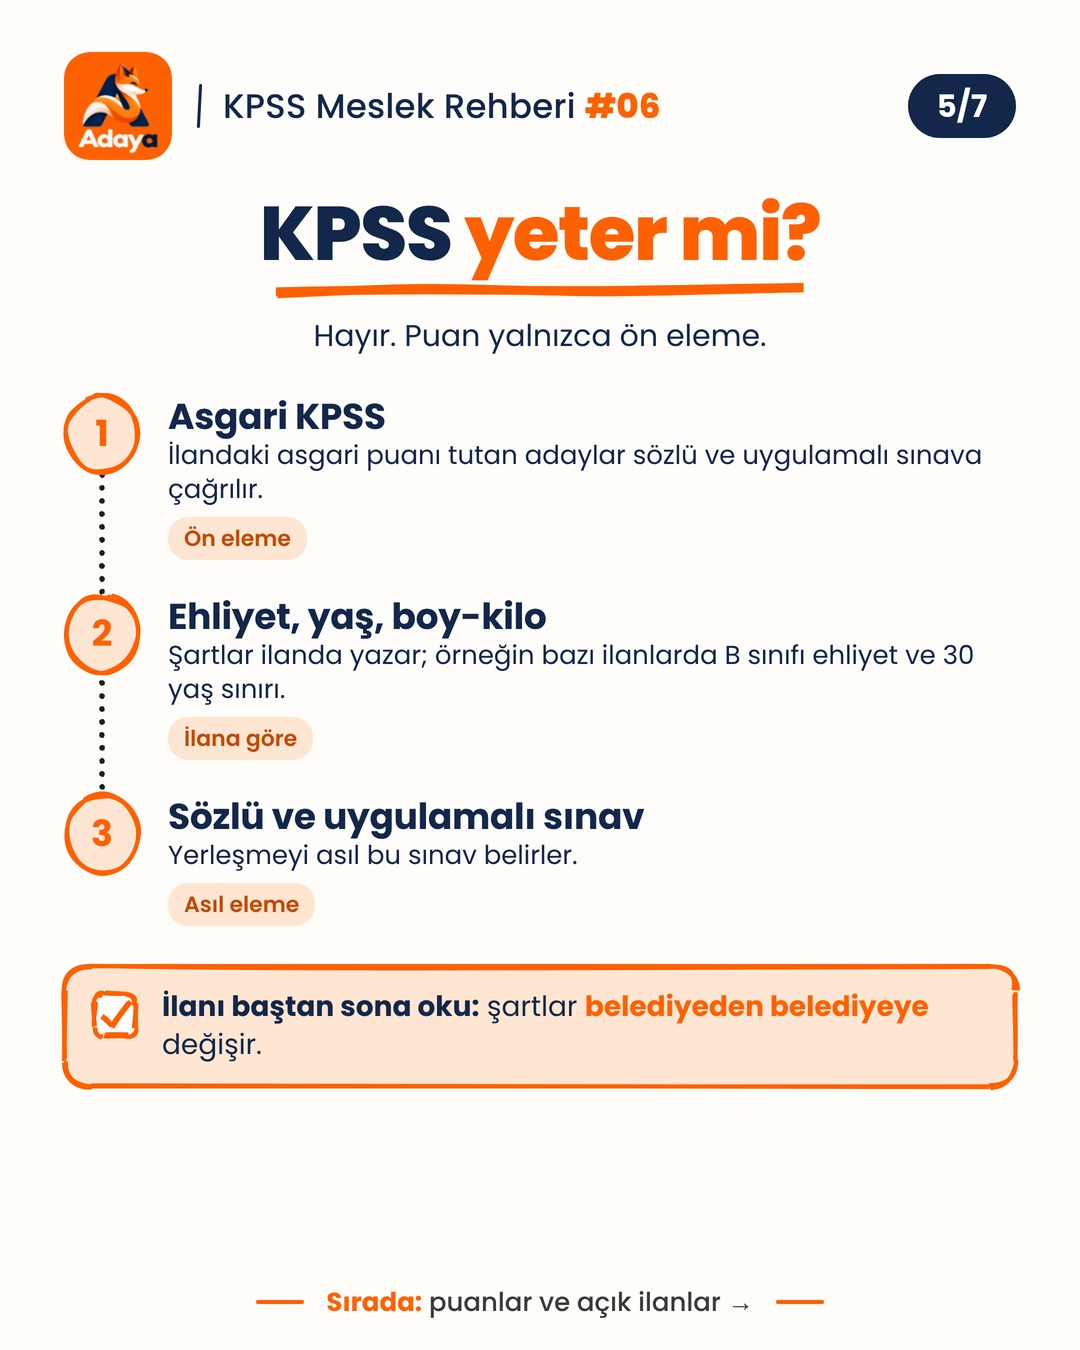 Adaya
KPSS Meslek Rehberi #06
5/7
KPSS yeter mi?
Hayır. Puan yalnızca ön eleme.
1
Asgari KPSS
İlandaki asgari puanı tutan adaylar sözlü ve uygulamalı sınava
çağrılır.
Ön eleme
2
Ehliyet, yaş, boy-kilo
Şartlar ilanda yazar; örneğin bazı ilanlarda B sınıfı ehliyet ve 30
yaş sınırı.
İlana göre
3
Sözlü ve uygulamalı sınav
Yerleşmeyi asıl bu sınav belirler.
Asıl eleme
İlanı baştan sona oku: şartlar belediyeden belediyeye
değişir.
Sırada: puanlar ve açık ilanlar →